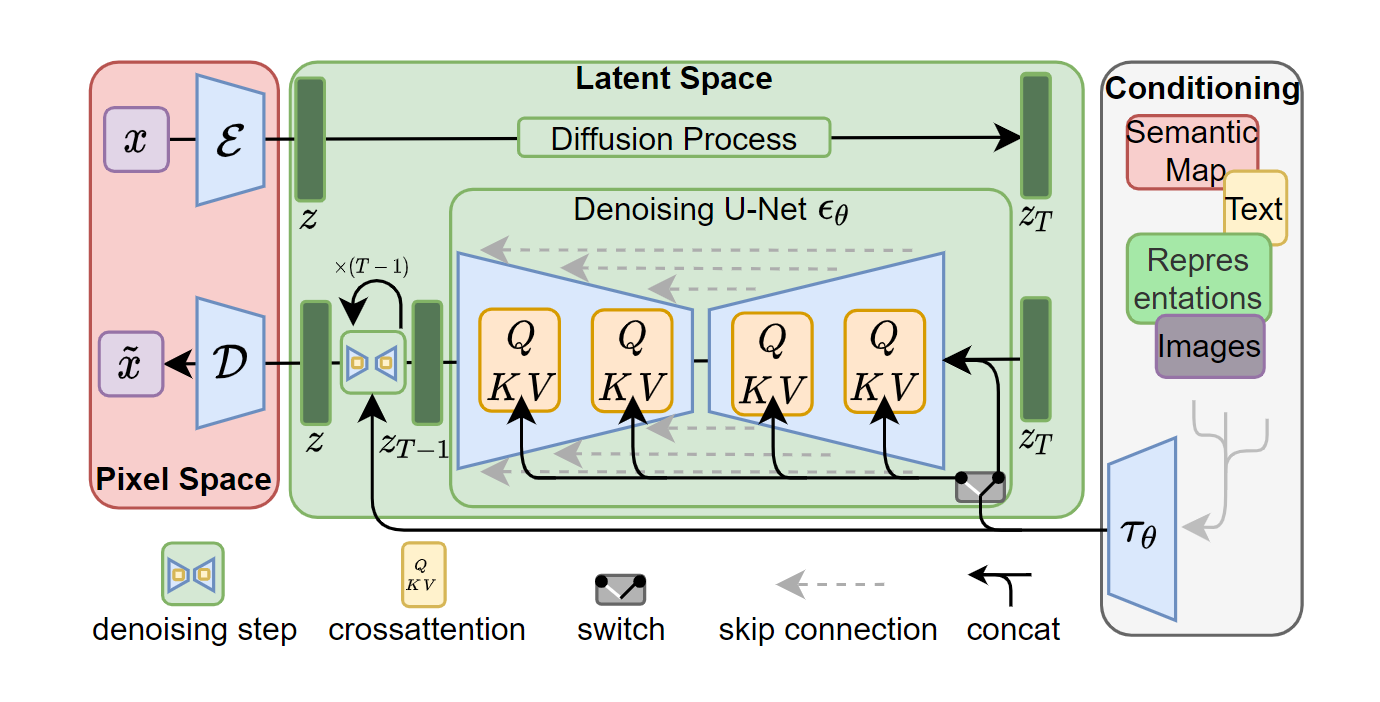 Latent Space
Conditioning
x
ℰ
Diffusion Process
Semantic
Map
z
z_T
Text
Denoising U-Net ϵ_θ
Repres
entations
×(T − 1)
Images
x̃
𝒟
Q
KV
Q
KV
Q
KV
Q
KV
z
z_{T−1}
z_T
Pixel Space
τ_θ
Q
KV
denoising step
crossattention
switch
skip connection
concat